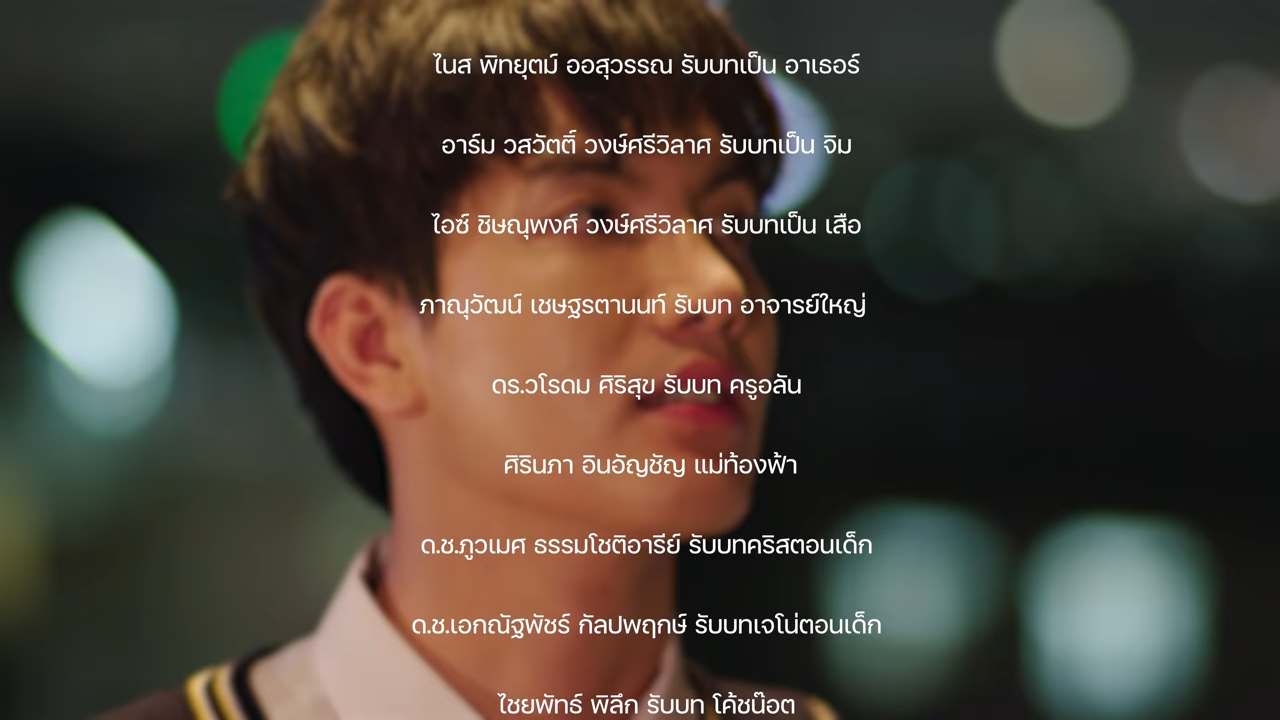 ไนส พิทยุตม์ ออสุวรรณ รับบทเป็น อาเธอร์
อาร์ม วสวัตติ์ วงษ์ศรีวิลาศ รับบทเป็น จิม
ไอซ์ ชิษณุพงศ์ วงษ์ศรีวิลาศ รับบทเป็น เสือ
ภาณุวัฒน์ เชษฐรตานนท์ รับบท อาจารย์ใหญ่
ดร.วโรดม ศิริสุข รับบท ครูอลัน
ศิรินภา อินอัญชัญ แม่ท้องฟ้า
ด.ช.ภูวเมศ ธรรมโชติอารีย์ รับบทคริสตอนเด็ก
ด.ช.เอกณัฐพัชร์ กัลปพฤกษ์ รับบทเจโน่ตอนเด็ก
ไชยพัทธ์ พิลึก รับบท โค้ชน๊อต